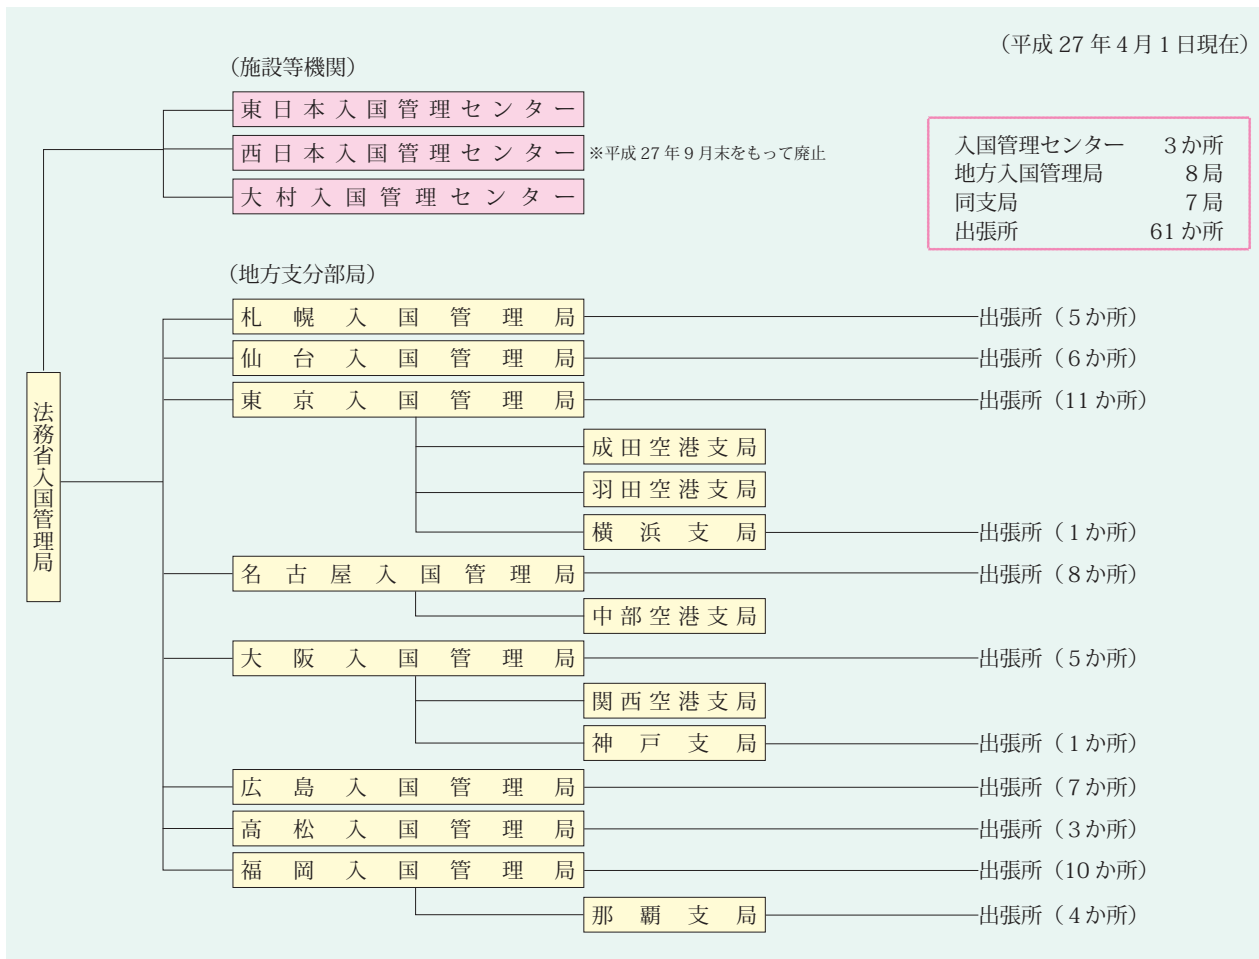 （平成 27 年４月１日現在）
（施設等機関）
東日本入国管理センター
西日本入国管理センター ※平成 27 年９月末をもって廃止
大村入国管理センター
入国管理センター ３か所
地方入国管理局 ８局
同支局 ７局
出張所 61 か所
（地方支分部局）
法務省入国管理局
札幌入国管理局 出張所（５か所）
仙台入国管理局 出張所（６か所）
東京入国管理局 出張所（11 か所）
成田空港支局
羽田空港支局
横浜支局 出張所（１か所）
名古屋入国管理局 出張所（８か所）
中部空港支局
大阪入国管理局 出張所（５か所）
関西空港支局
神戸支局 出張所（１か所）
広島入国管理局 出張所（７か所）
高松入国管理局 出張所（３か所）
福岡入国管理局 出張所（10 か所）
那覇支局 出張所（４か所）